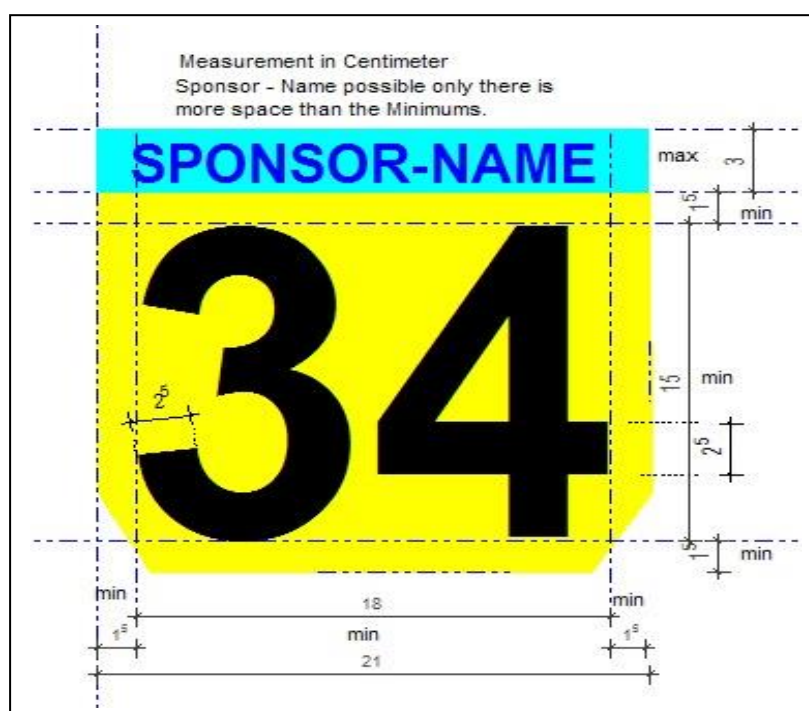 Measurement in Centimeter
Sponsor - Name possible only there is
more space than the Minimums.
SPONSOR-NAME
max
3
1⁵
min
34
15
min
2⁵
2⁵
1⁵
min
min
18
min
min
1⁵
1⁵
21